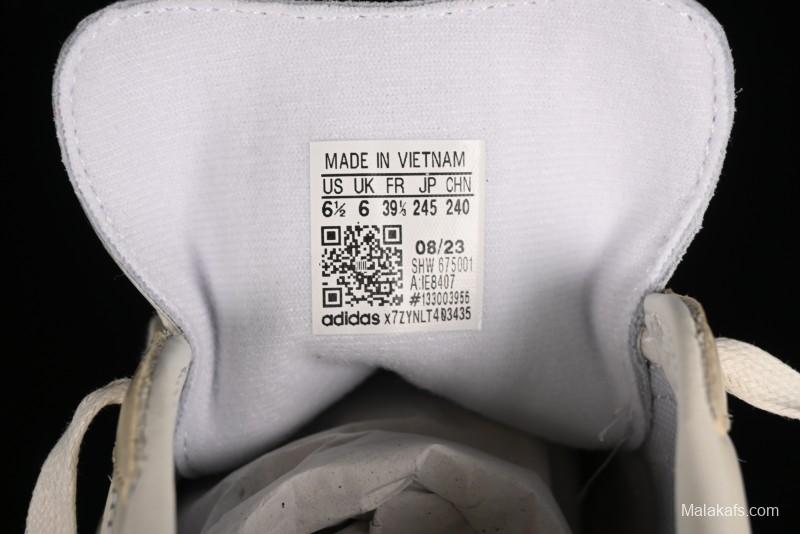 MADE IN VIETNAM
US UK FR JP CHN
6½ 6 39⅓ 245 240
08/23
SHW 675001
A:IE8407
#133003956
adidas x7ZYNLT493435
Malakafs.com